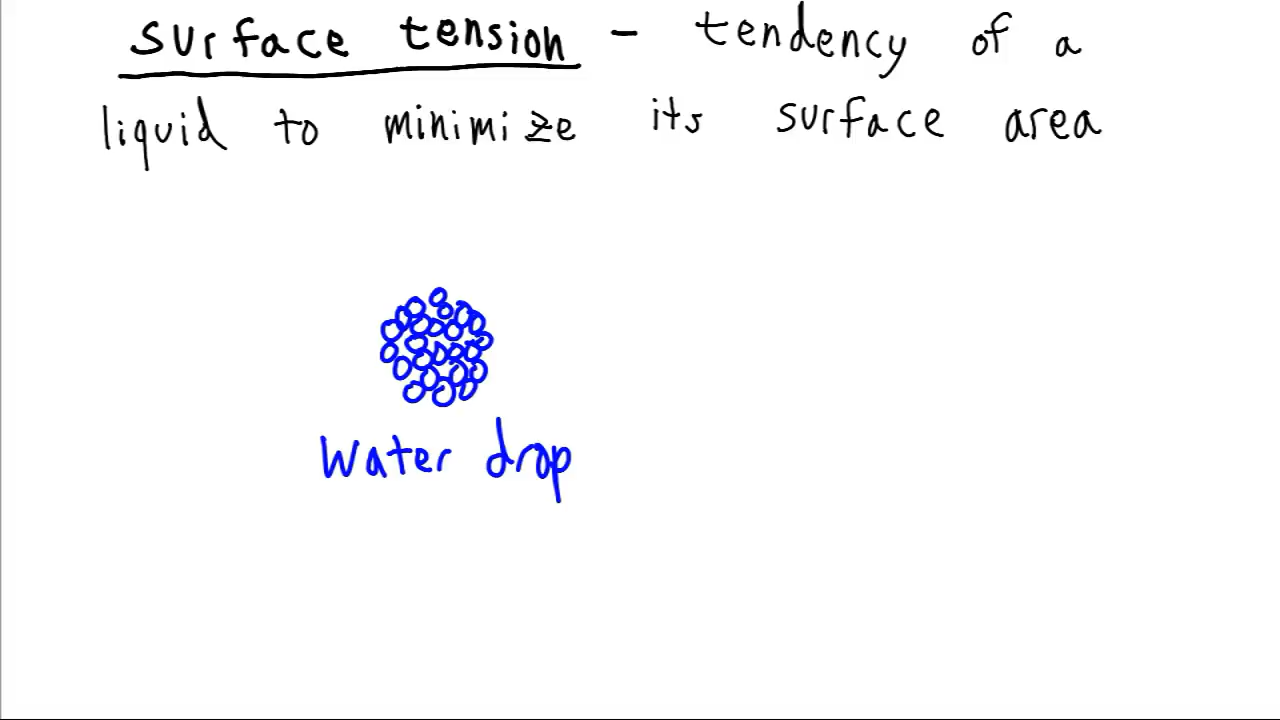 surface tension - tendency of a
liquid to minimize its surface area
Water drop